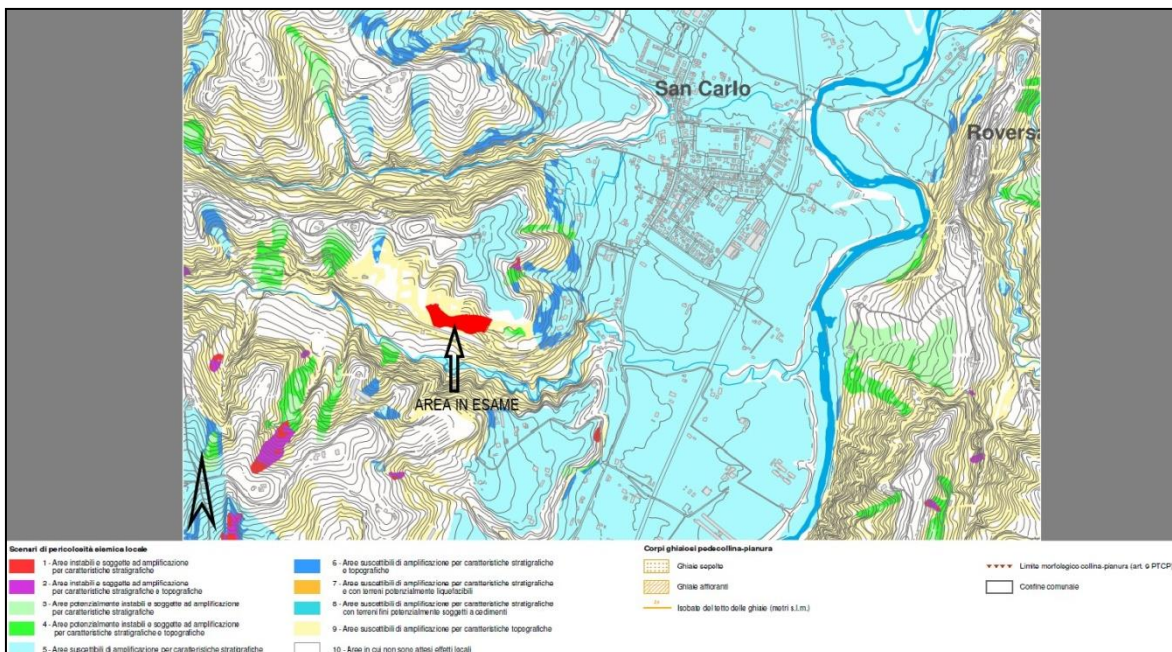 San Carlo
Roversa
AREA IN ESAME
Scenari di pericolosità sismica locale
1 - Aree instabili e soggette ad amplificazione
per caratteristiche stratigrafiche
2 - Aree instabili e soggette ad amplificazione
per caratteristiche stratigrafiche e topografiche
3 - Aree potenzialmente instabili e soggette ad amplificazione
per caratteristiche stratigrafiche
4 - Aree potenzialmente instabili e soggette ad amplificazione
per caratteristiche stratigrafiche e topografiche
5 - Aree suscettibili di amplificazione per caratteristiche stratigrafiche
6 - Aree suscettibili di amplificazione per caratteristiche stratigrafiche
e topografiche
7 - Aree suscettibili di amplificazione per caratteristiche stratigrafiche
e con terreni potenzialmente liquefacibili
8 - Aree suscettibili di amplificazione per caratteristiche stratigrafiche
con terreni fini potenzialmente soggetti a cedimenti
9 - Aree suscettibili di amplificazione per caratteristiche topografiche
10 - Aree in cui non sono attesi effetti locali
Corpi ghiaiosi pedecollina-pianura
Ghiaie sepolte
Ghiaie affioranti
Isobate del tetto delle ghiaie (metri s.l.m.)
Limite morfologico collina-pianura (art. 9 PTCP)
Confine comunale